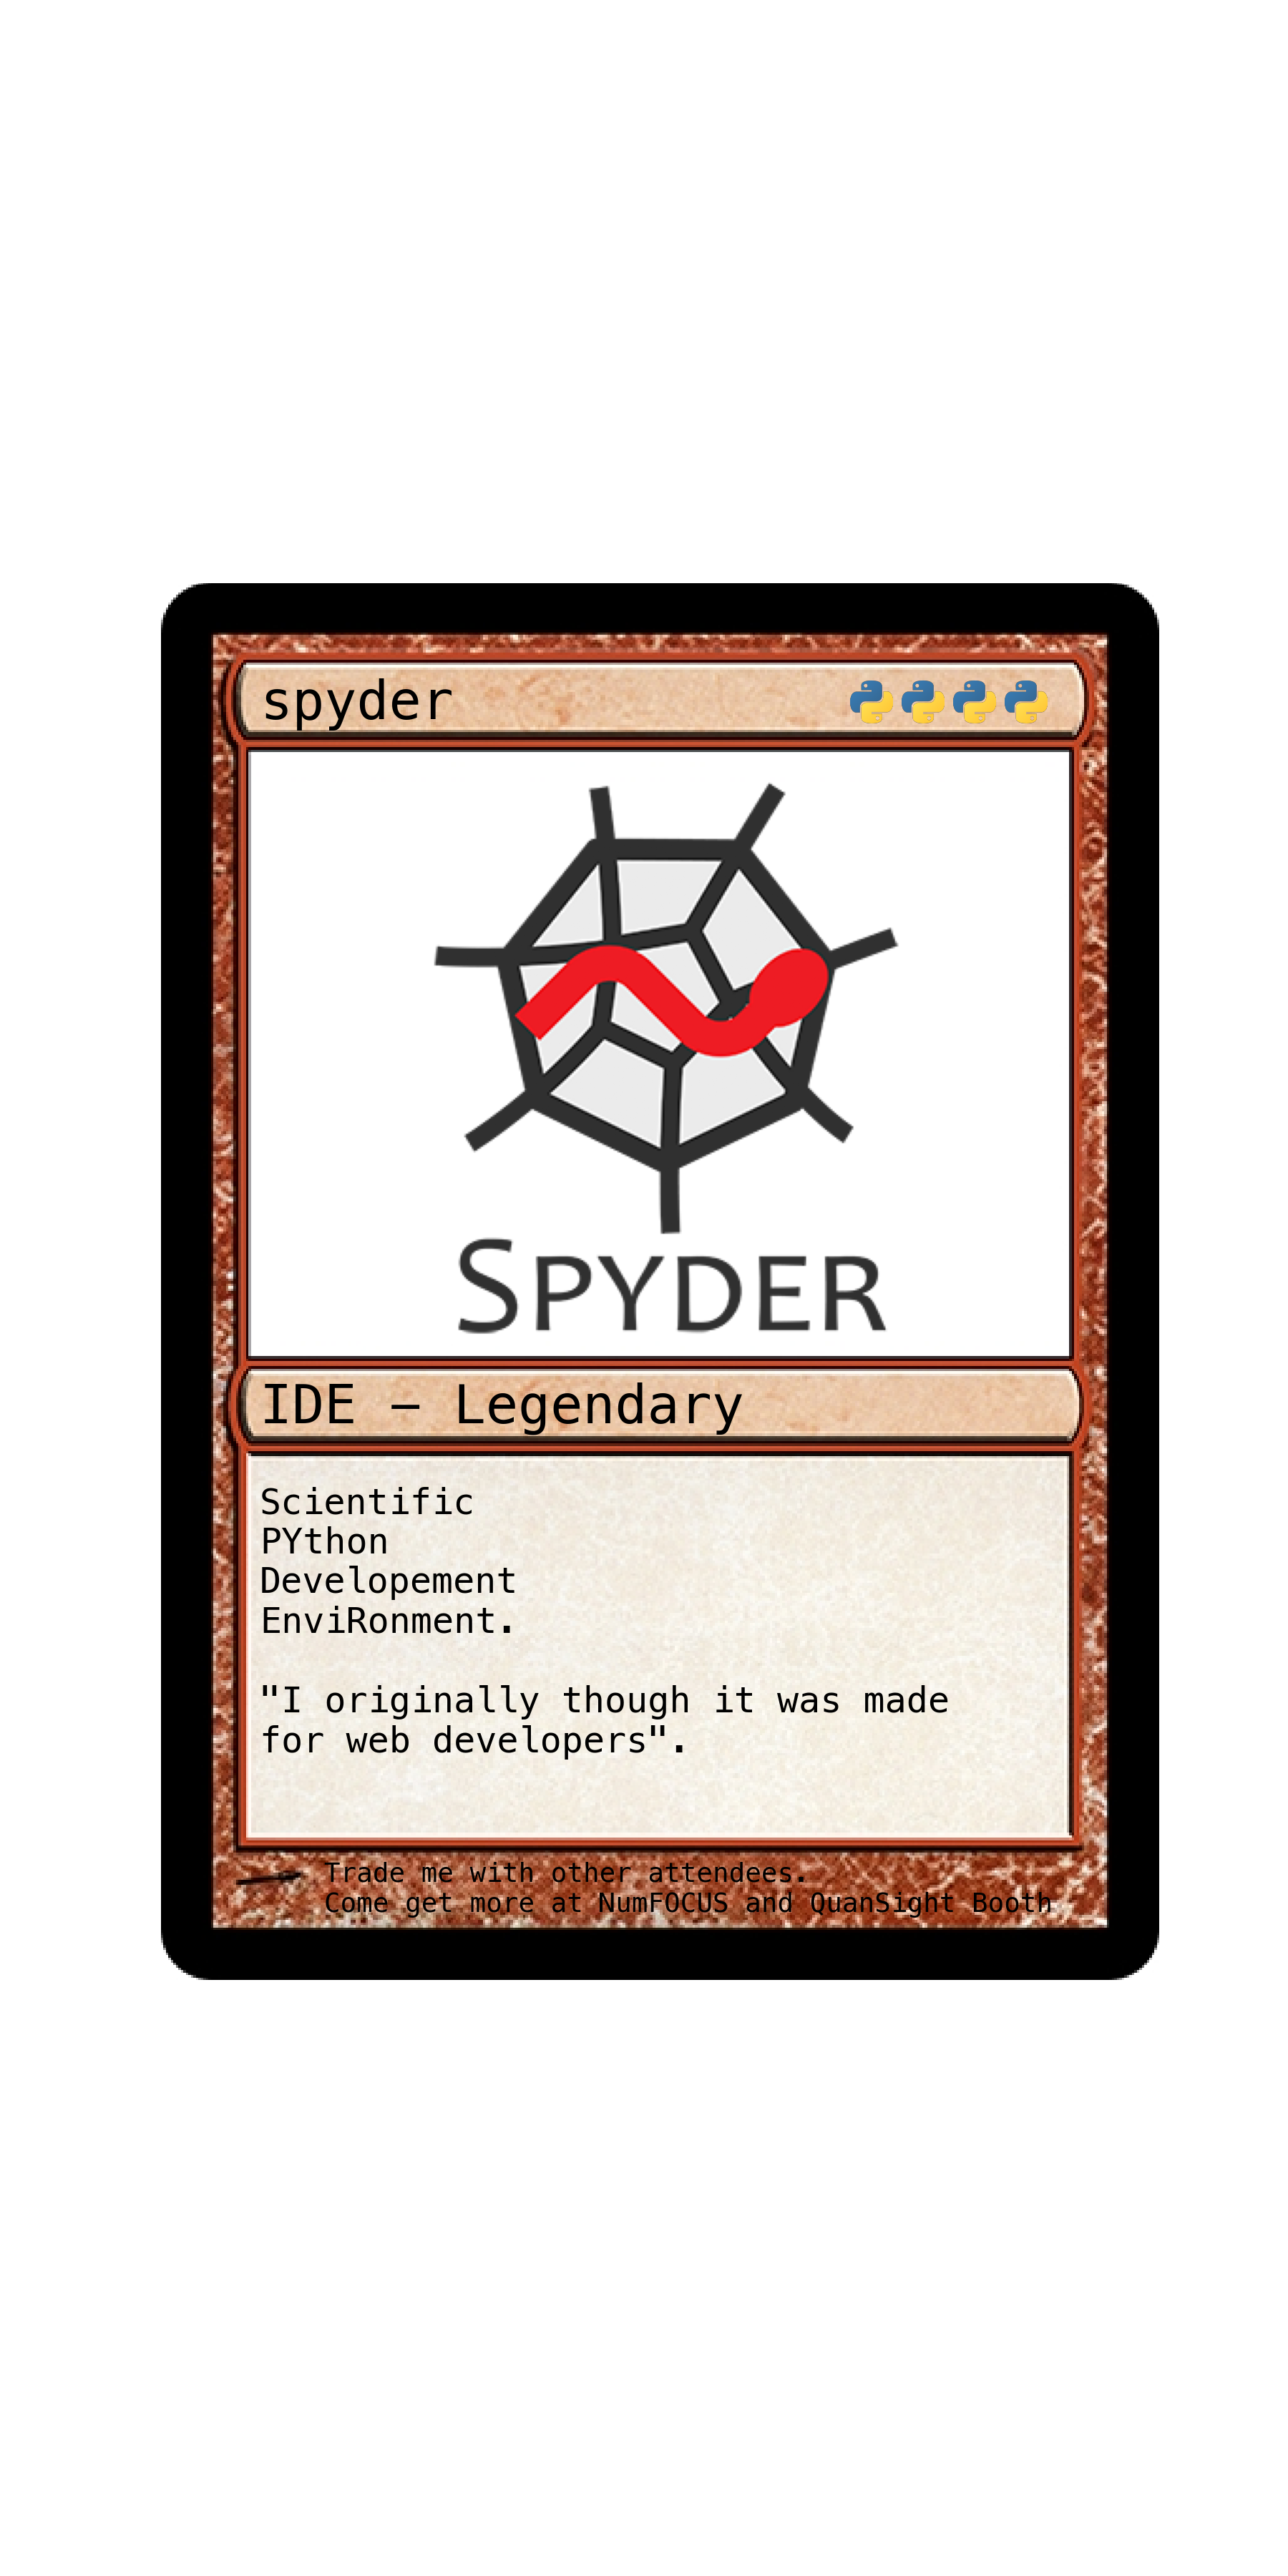 spyder
SPYDER
IDE – Legendary
Scientific
PYthon
Developement
EnviRonment.
"I originally though it was made
for web developers".
Trade me with other attendees.
Come get more at NumFOCUS and QuanSight Booth